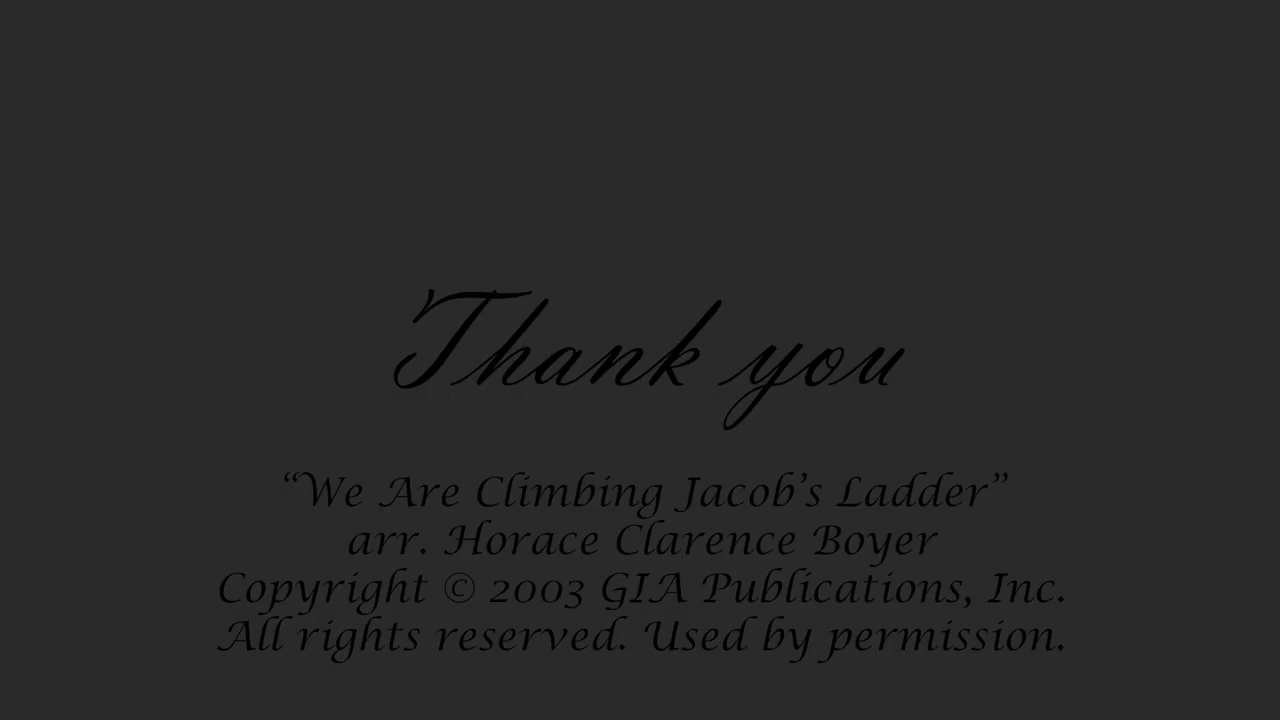 Thank you
“We Are Climbing Jacob’s Ladder”
arr. Horace Clarence Boyer
Copyright © 2003 GIA Publications, Inc.
All rights reserved. Used by permission.